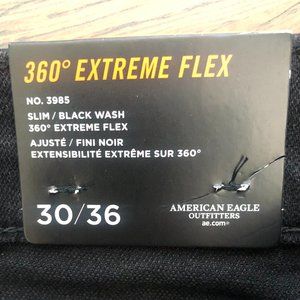 360° EXTREME FLEX
NO. 3985
SLIM / BLACK WASH
360° EXTREME FLEX
AJUSTÉ / FINI NOIR
EXTENSIBILITÉ EXTRÊME SUR 360°
30/36
AMERICAN EAGLE
OUTFITTERS
ae.com®